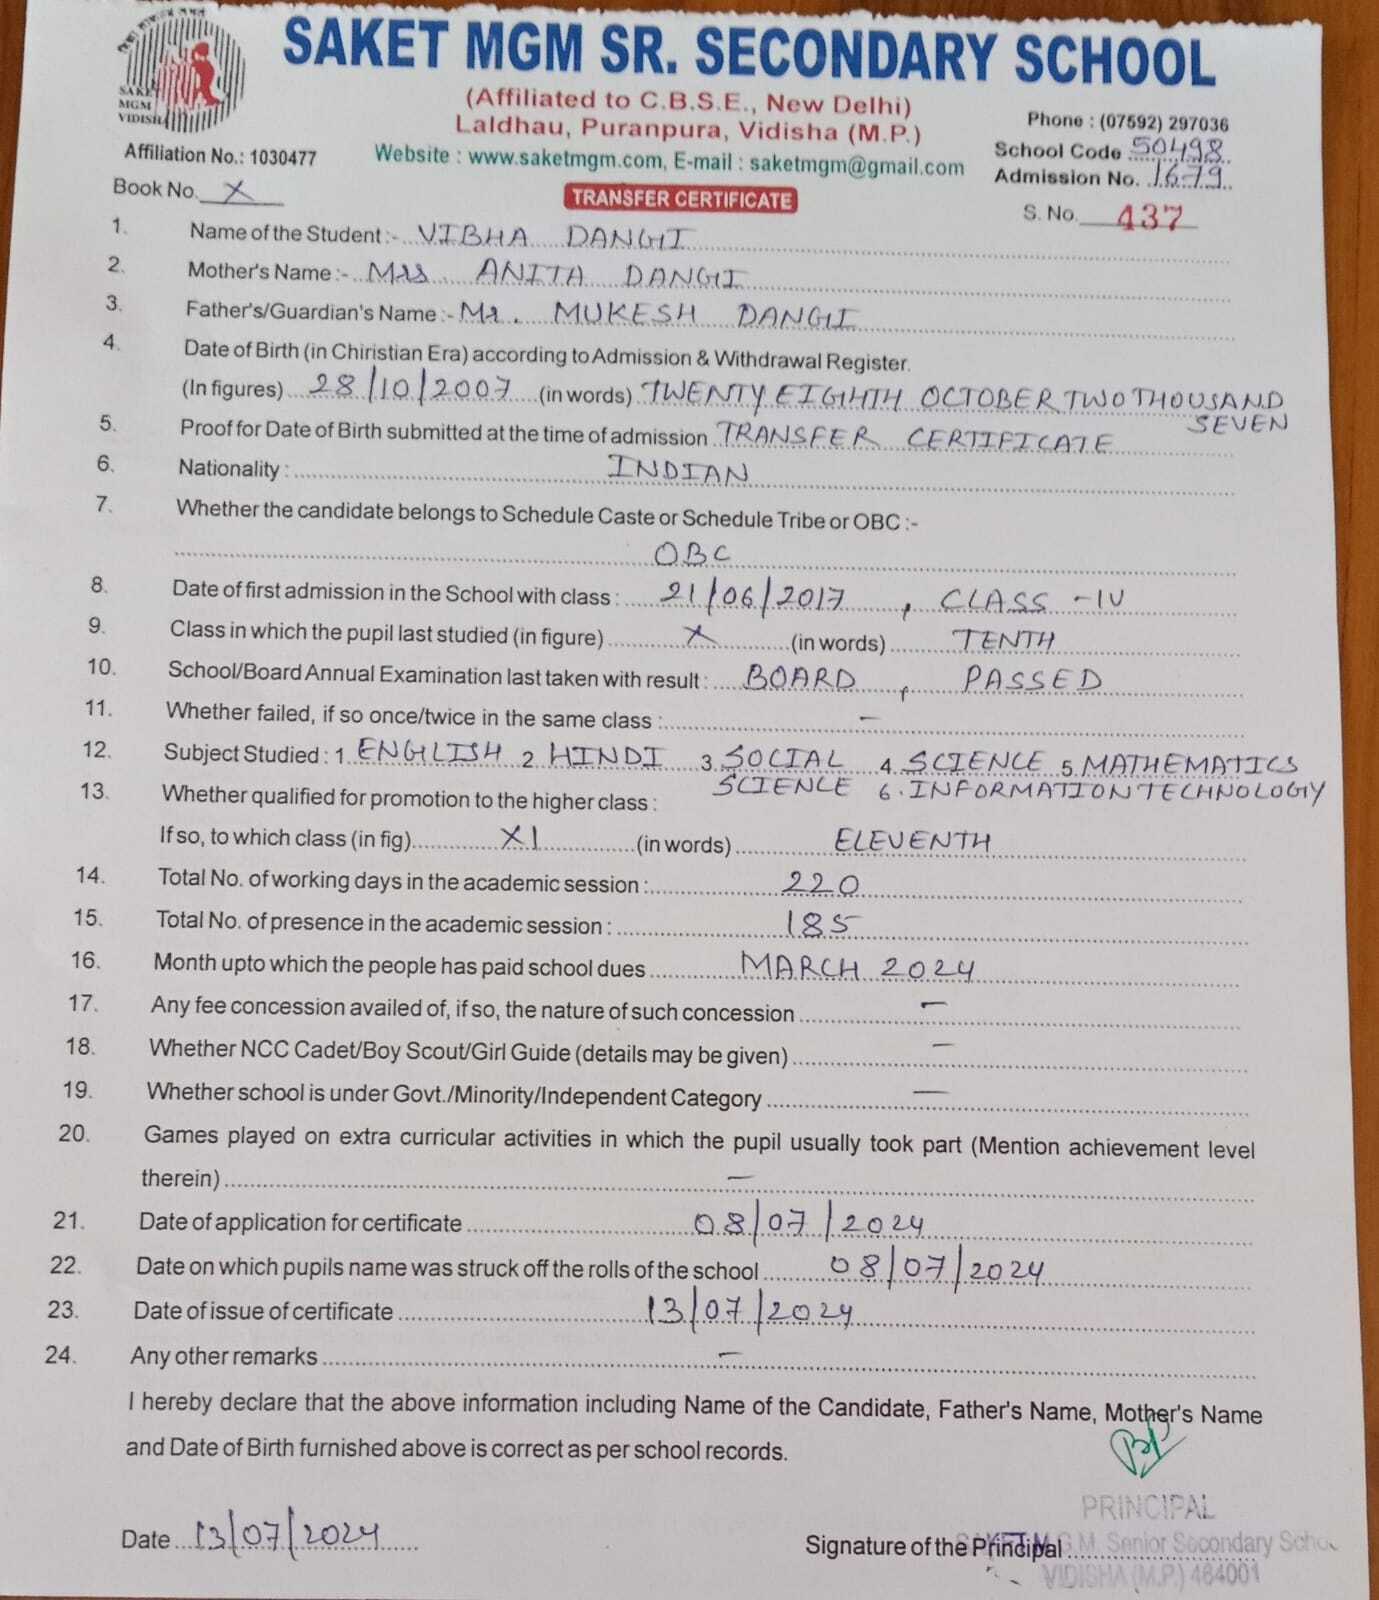 SAKET MGM SR. SECONDARY SCHOOL
SAKET
MGM
VIDISHA
(Affiliated to C.B.S.E., New Delhi)
Laldhau, Puranpura, Vidisha (M.P.)
Phone : (07592) 297036
Affiliation No.: 1030477
Website : www.saketmgm.com, E-mail : saketmgm@gmail.com
School Code 50498
Admission No. 1679
Book No. X
TRANSFER CERTIFICATE
S. No. 437
1. Name of the Student :- VIBHA DANGI
2. Mother's Name :- Mrs. ANITA DANGI
3. Father's/Guardian's Name :- Mr. MUKESH DANGI
4. Date of Birth (in Chiristian Era) according to Admission & Withdrawal Register.
(In figures) 28/10/2007 (in words) TWENTY EIGHTH OCTOBER TWO THOUSAND
SEVEN
5. Proof for Date of Birth submitted at the time of admission TRANSFER CERTIFICATE
6. Nationality : INDIAN
7. Whether the candidate belongs to Schedule Caste or Schedule Tribe or OBC :-
OBC
8. Date of first admission in the School with class : 21/06/2017, CLASS -IV
9. Class in which the pupil last studied (in figure) X (in words) TENTH
10. School/Board Annual Examination last taken with result : BOARD, PASSED
11. Whether failed, if so once/twice in the same class : -
12. Subject Studied : 1. ENGLISH 2. HINDI 3. SOCIAL 4. SCIENCE 5. MATHEMATICS
SCIENCE 6. INFORMATION TECHNOLOGY
13. Whether qualified for promotion to the higher class :
If so, to which class (in fig) XI (in words) ELEVENTH
14. Total No. of working days in the academic session : 220
15. Total No. of presence in the academic session : 185
16. Month upto which the people has paid school dues MARCH 2024
17. Any fee concession availed of, if so, the nature of such concession -
18. Whether NCC Cadet/Boy Scout/Girl Guide (details may be given) -
19. Whether school is under Govt./Minority/Independent Category -
20. Games played on extra curricular activities in which the pupil usually took part (Mention achievement level
therein) -
21. Date of application for certificate 08/07/2024
22. Date on which pupils name was struck off the rolls of the school 08/07/2024
23. Date of issue of certificate 13/07/2024
24. Any other remarks -
I hereby declare that the above information including Name of the Candidate, Father's Name, Mother's Name
and Date of Birth furnished above is correct as per school records.
PRINCIPAL
Date 13/07/2024
Signature of the Principal
SAKET M.G.M. Senior Secondary School
VIDISHA (M.P.) 464001